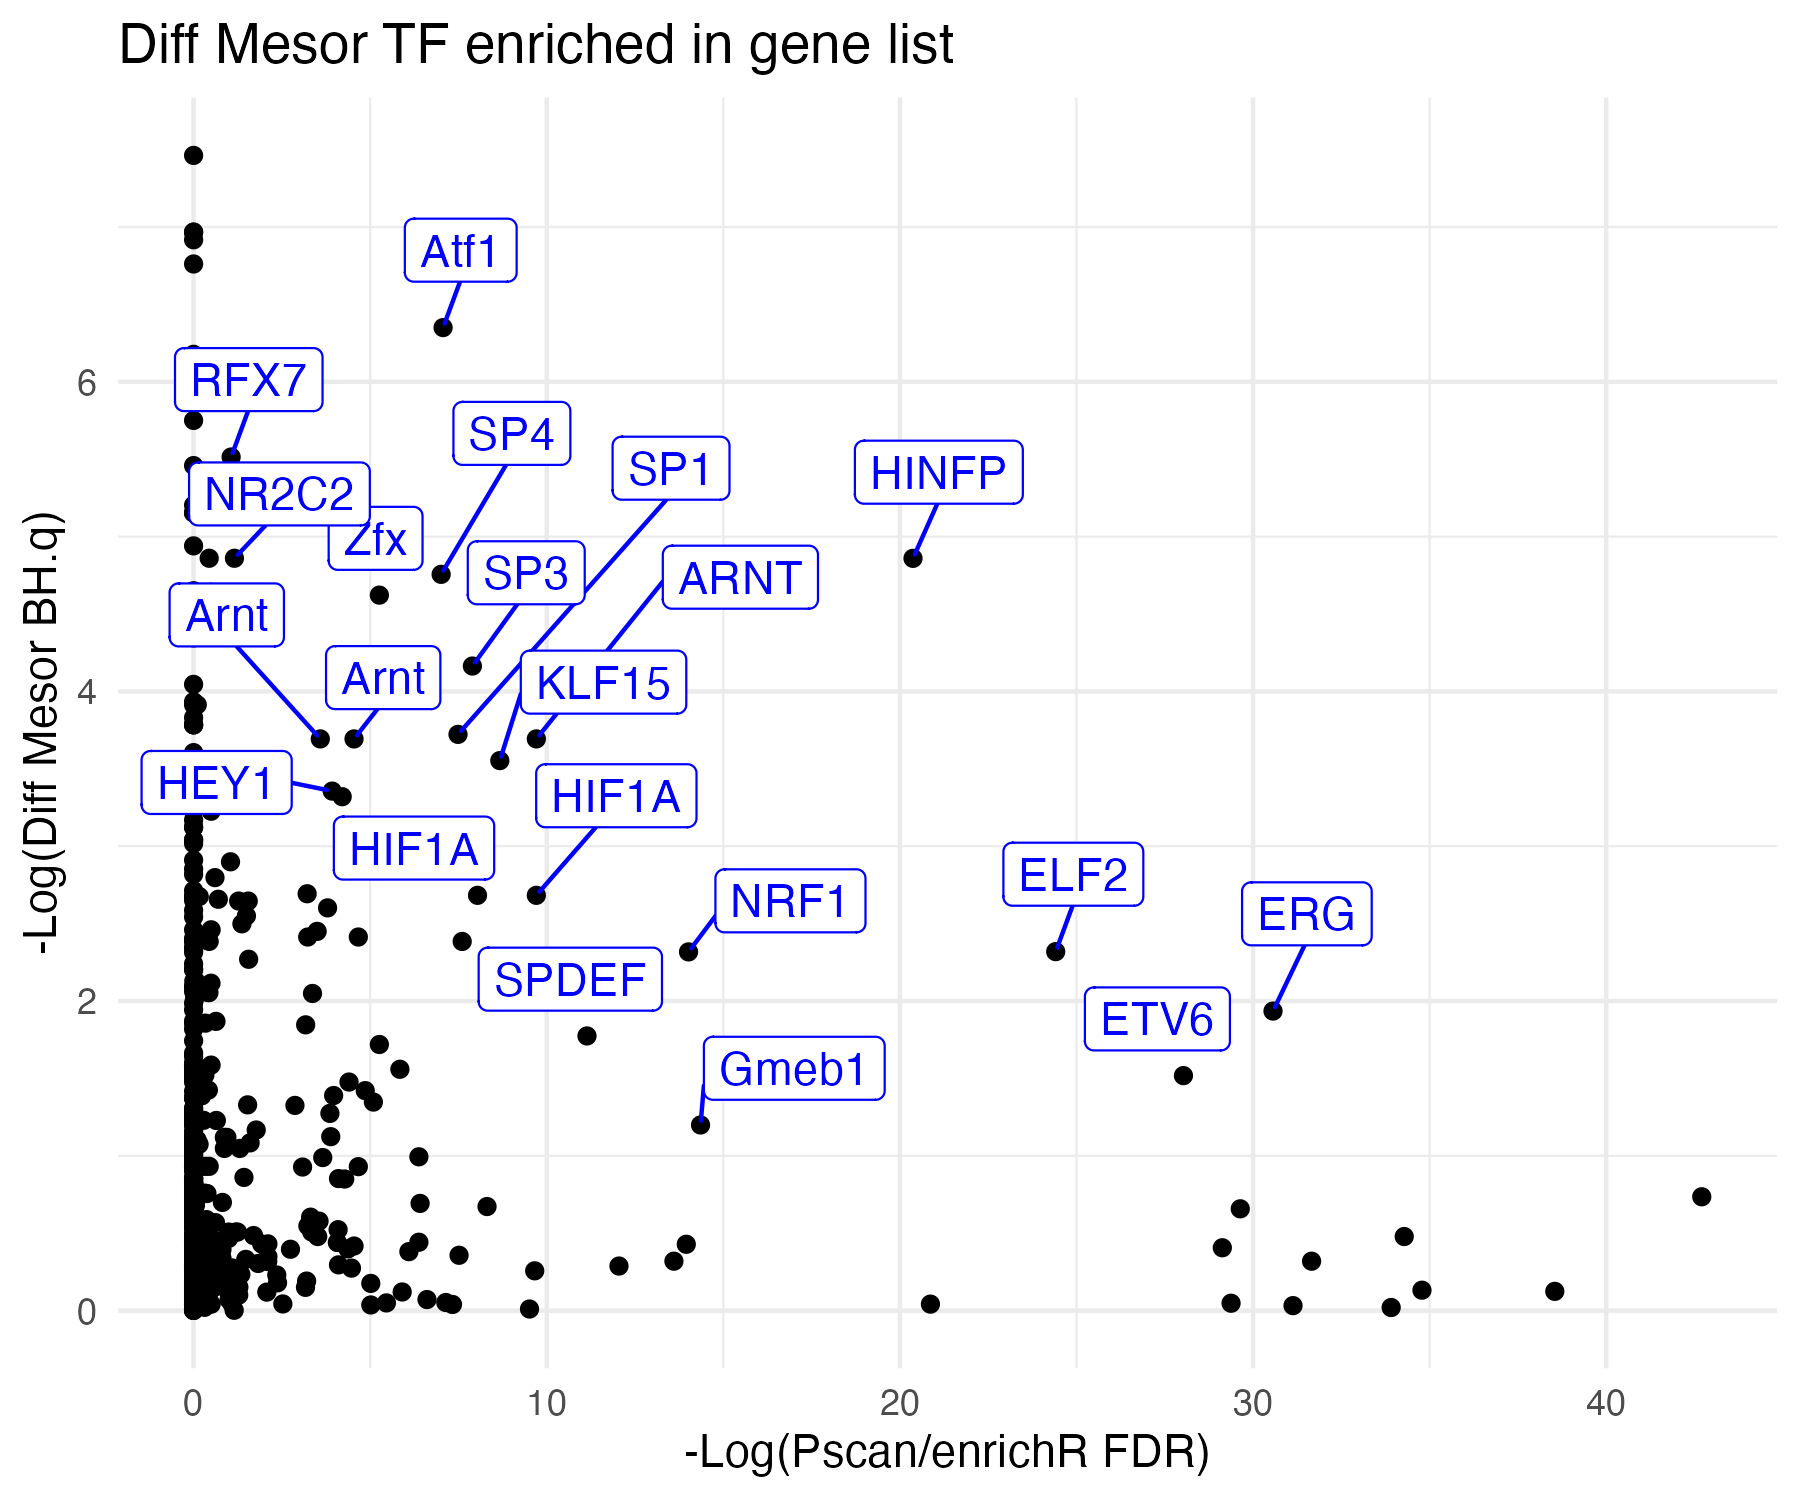 Diff Mesor TF enriched in gene list
-Log(Diff Mesor BH.q)
6
4
2
0
Atf1
RFX7
SP4
SP1
HINFP
NR2C2
Zfx
SP3
ARNT
Arnt
Arnt
KLF15
HEY1
HIF1A
HIF1A
ELF2
NRF1
ERG
SPDEF
ETV6
Gmeb1
0 10 20 30 40
-Log(Pscan/enrichR FDR)